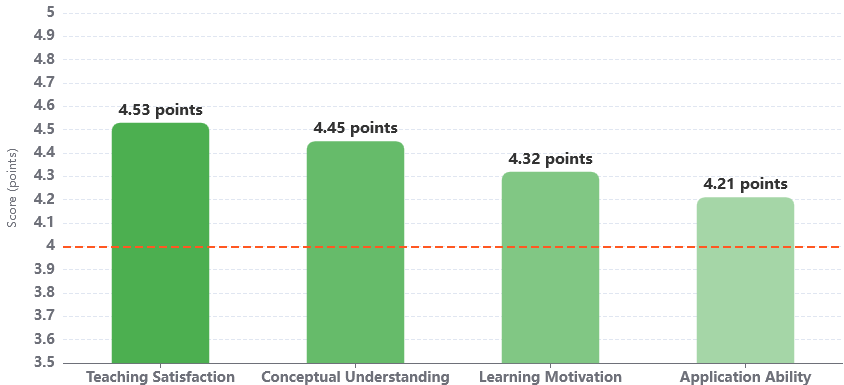 5
4.9
4.8
4.7
4.6
4.5
4.4
4.3
4.2
4.1
4
3.9
3.8
3.7
3.6
3.5
Score (points)
4.53 points
4.45 points
4.32 points
4.21 points
Teaching Satisfaction
Conceptual Understanding
Learning Motivation
Application Ability